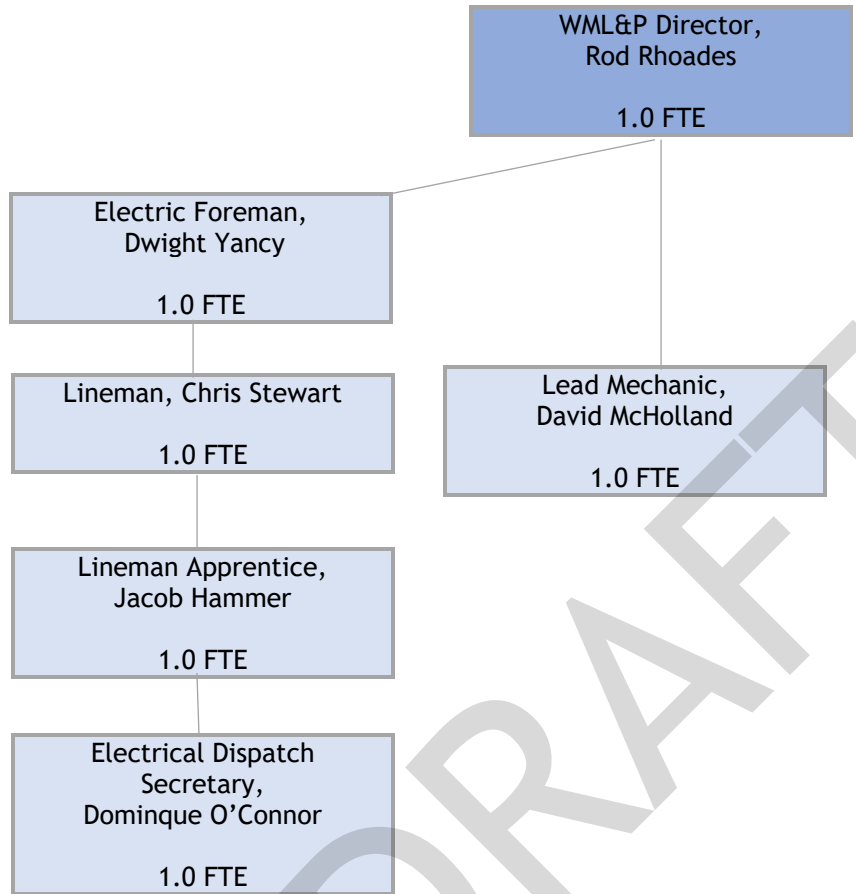 WML&P Director,
Rod Rhoades
1.0 FTE
Electric Foreman,
Dwight Yancy
1.0 FTE
Lineman, Chris Stewart
1.0 FTE
Lead Mechanic,
David McHolland
1.0 FTE
Lineman Apprentice,
Jacob Hammer
1.0 FTE
Electrical Dispatch
Secretary,
Dominque O’Connor
1.0 FTE
DRAFT